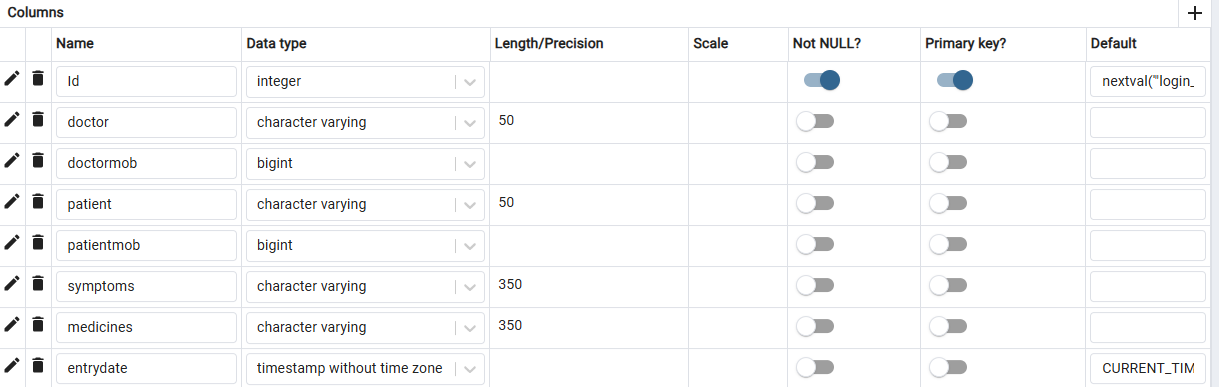 Columns
Name Data type Length/Precision Scale Not NULL? Primary key? Default
Id integer nextval('"login_
doctor character varying 50
doctormob bigint
patient character varying 50
patientmob bigint
symptoms character varying 350
medicines character varying 350
entrydate timestamp without time zone CURRENT_TIM